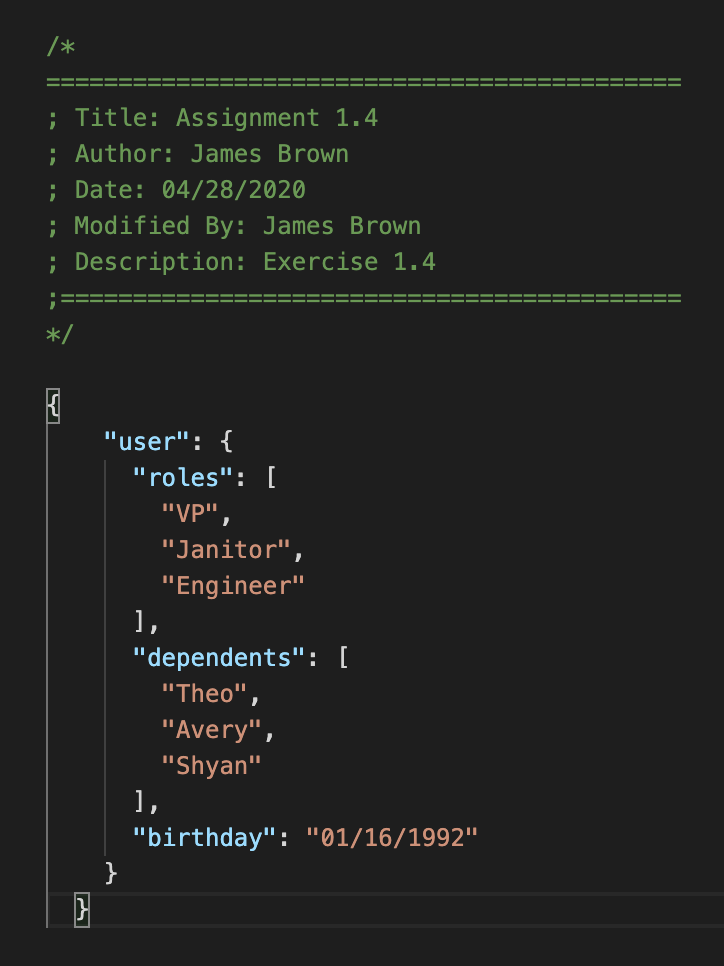 /*
============================================
; Title: Assignment 1.4
; Author: James Brown
; Date: 04/28/2020
; Modified By: James Brown
; Description: Exercise 1.4
;===========================================
*/
{
"user": {
"roles": [
"VP",
"Janitor",
"Engineer"
],
"dependents": [
"Theo",
"Avery",
"Shyan"
],
"birthday": "01/16/1992"
}
}